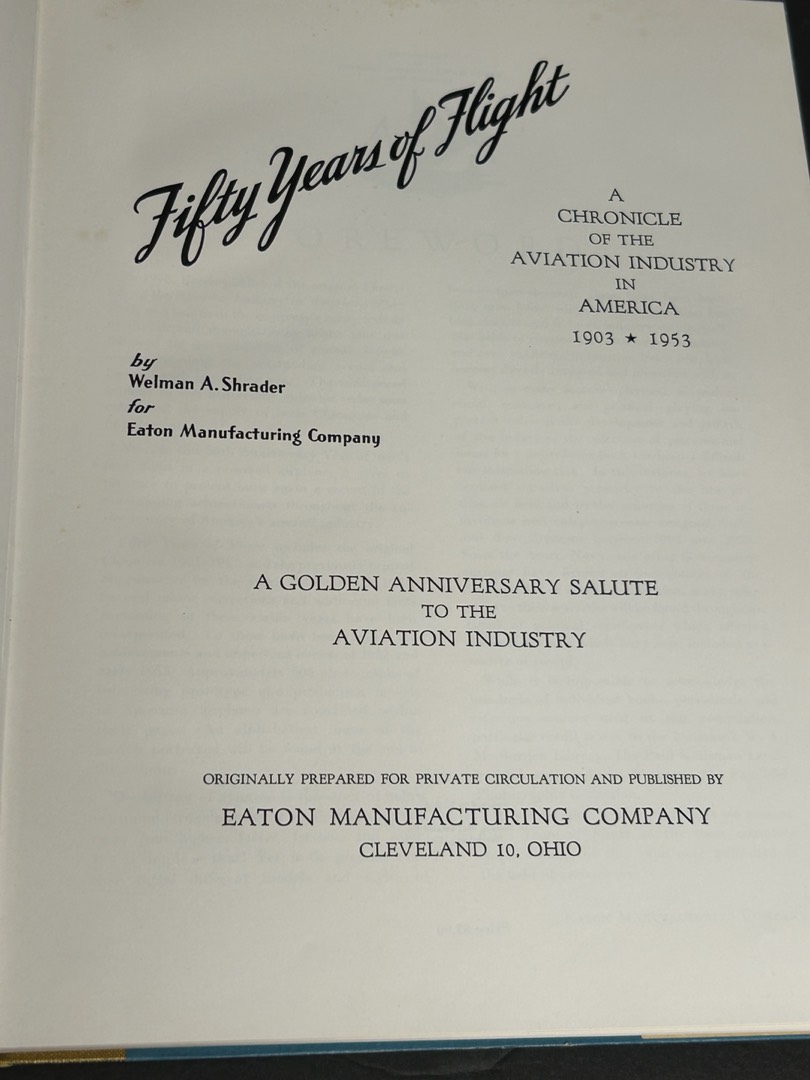 Fifty Years of Flight
A
CHRONICLE
OF THE
AVIATION INDUSTRY
IN
AMERICA
1903 ★ 1953
by
Welman A. Shrader
for
Eaton Manufacturing Company
A GOLDEN ANNIVERSARY SALUTE
TO THE
AVIATION INDUSTRY
ORIGINALLY PREPARED FOR PRIVATE CIRCULATION AND PUBLISHED BY
EATON MANUFACTURING COMPANY
CLEVELAND 10, OHIO